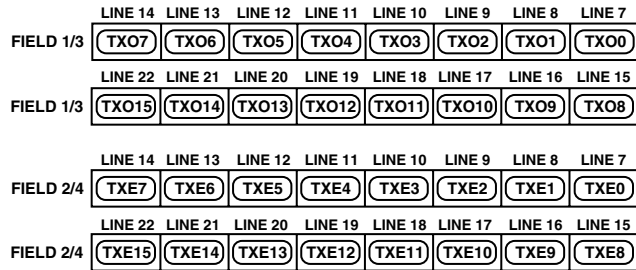 LINE 14 LINE 13 LINE 12 LINE 11 LINE 10 LINE 9 LINE 8 LINE 7
FIELD 1/3 TXO7 TXO6 TXO5 TXO4 TXO3 TXO2 TXO1 TXO0
LINE 22 LINE 21 LINE 20 LINE 19 LINE 18 LINE 17 LINE 16 LINE 15
FIELD 1/3 TXO15 TXO14 TXO13 TXO12 TXO11 TXO10 TXO9 TXO8
LINE 14 LINE 13 LINE 12 LINE 11 LINE 10 LINE 9 LINE 8 LINE 7
FIELD 2/4 TXE7 TXE6 TXE5 TXE4 TXE3 TXE2 TXE1 TXE0
LINE 22 LINE 21 LINE 20 LINE 19 LINE 18 LINE 17 LINE 16 LINE 15
FIELD 2/4 TXE15 TXE14 TXE13 TXE12 TXE11 TXE10 TXE9 TXE8